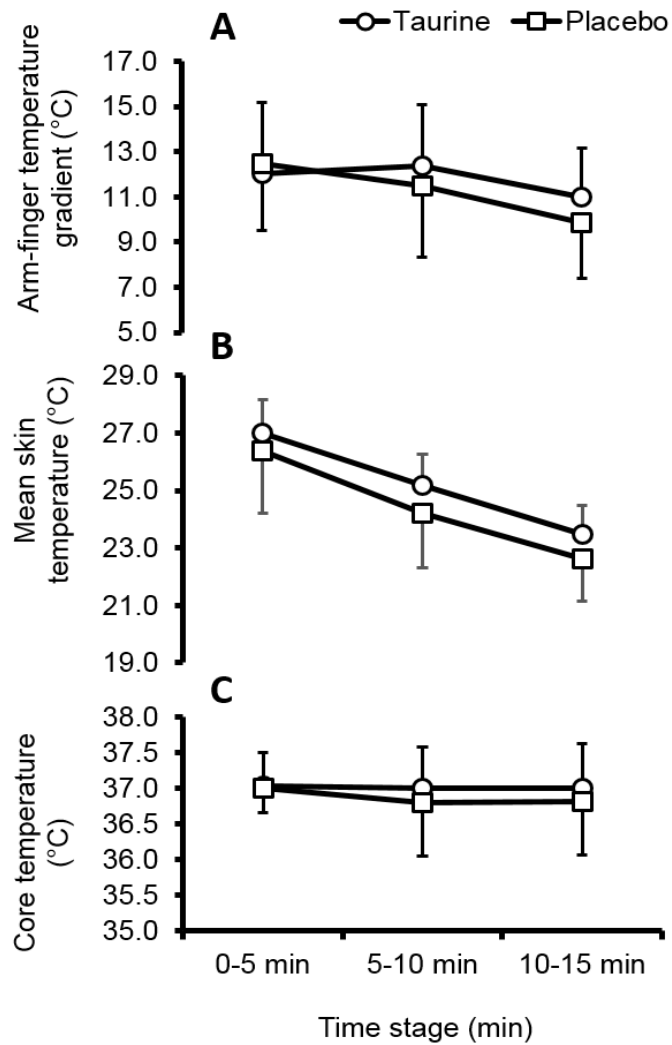 A
Taurine Placebo
Arm-finger temperature
gradient (°C)
17.0
15.0
13.0
11.0
9.0
7.0
5.0
B
Mean skin
temperature (°C)
29.0
27.0
25.0
23.0
21.0
19.0
C
Core temperature
(°C)
38.0
37.5
37.0
36.5
36.0
35.5
35.0
0-5 min 5-10 min 10-15 min
Time stage (min)